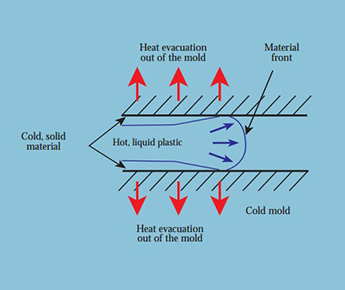 Heat evacuation
out of the mold
Material
front
Cold, solid
material
Hot, liquid plastic
Cold mold
Heat evacuation
out of the mold